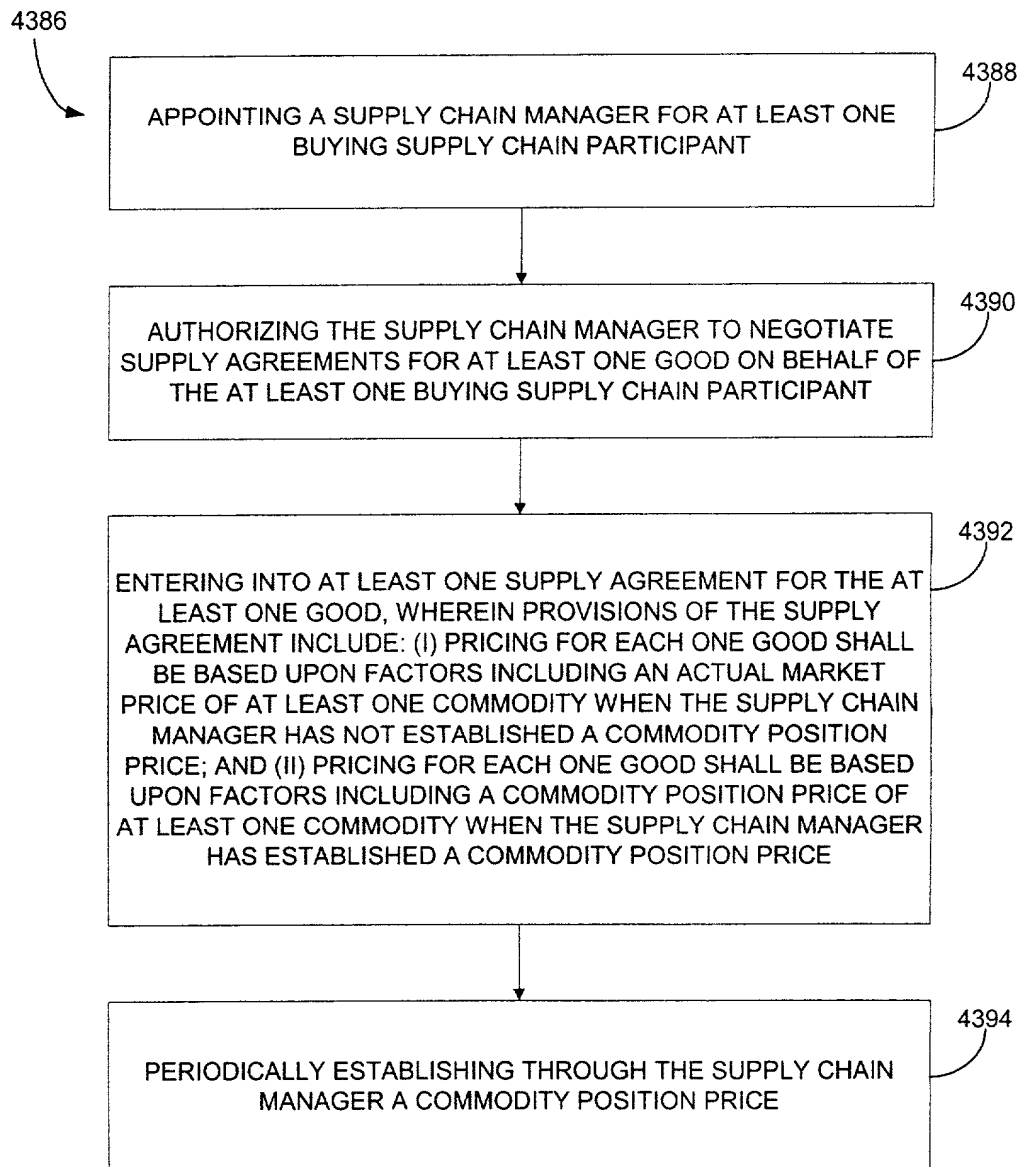 4386
4388
APPOINTING A SUPPLY CHAIN MANAGER FOR AT LEAST ONE
BUYING SUPPLY CHAIN PARTICIPANT
4390
AUTHORIZING THE SUPPLY CHAIN MANAGER TO NEGOTIATE
SUPPLY AGREEMENTS FOR AT LEAST ONE GOOD ON BEHALF OF
THE AT LEAST ONE BUYING SUPPLY CHAIN PARTICIPANT
4392
ENTERING INTO AT LEAST ONE SUPPLY AGREEMENT FOR THE AT
LEAST ONE GOOD, WHEREIN PROVISIONS OF THE SUPPLY
AGREEMENT INCLUDE: (I) PRICING FOR EACH ONE GOOD SHALL
BE BASED UPON FACTORS INCLUDING AN ACTUAL MARKET
PRICE OF AT LEAST ONE COMMODITY WHEN THE SUPPLY CHAIN
MANAGER HAS NOT ESTABLISHED A COMMODITY POSITION
PRICE; AND (II) PRICING FOR EACH ONE GOOD SHALL BE BASED
UPON FACTORS INCLUDING A COMMODITY POSITION PRICE OF
AT LEAST ONE COMMODITY WHEN THE SUPPLY CHAIN MANAGER
HAS ESTABLISHED A COMMODITY POSITION PRICE
4394
PERIODICALLY ESTABLISHING THROUGH THE SUPPLY CHAIN
MANAGER A COMMODITY POSITION PRICE